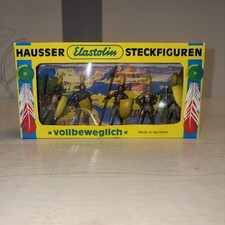 HAUSSER Elastolin STECKFIGUREN
»vollbeweglich«
Made in Germany